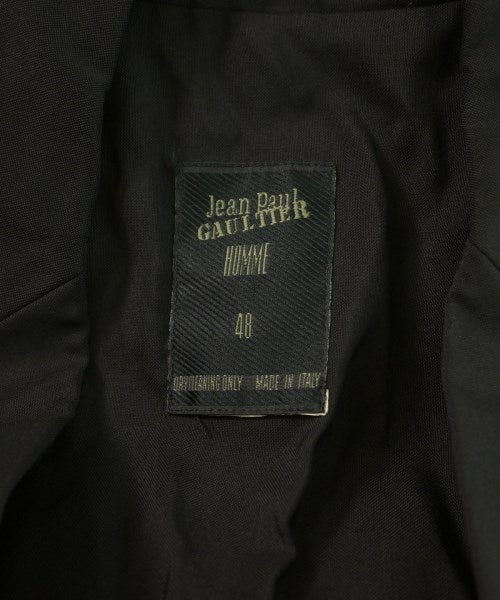 Jean Paul
GAULTIER
HOMME
48
DRYCLEANING ONLY MADE IN ITALY